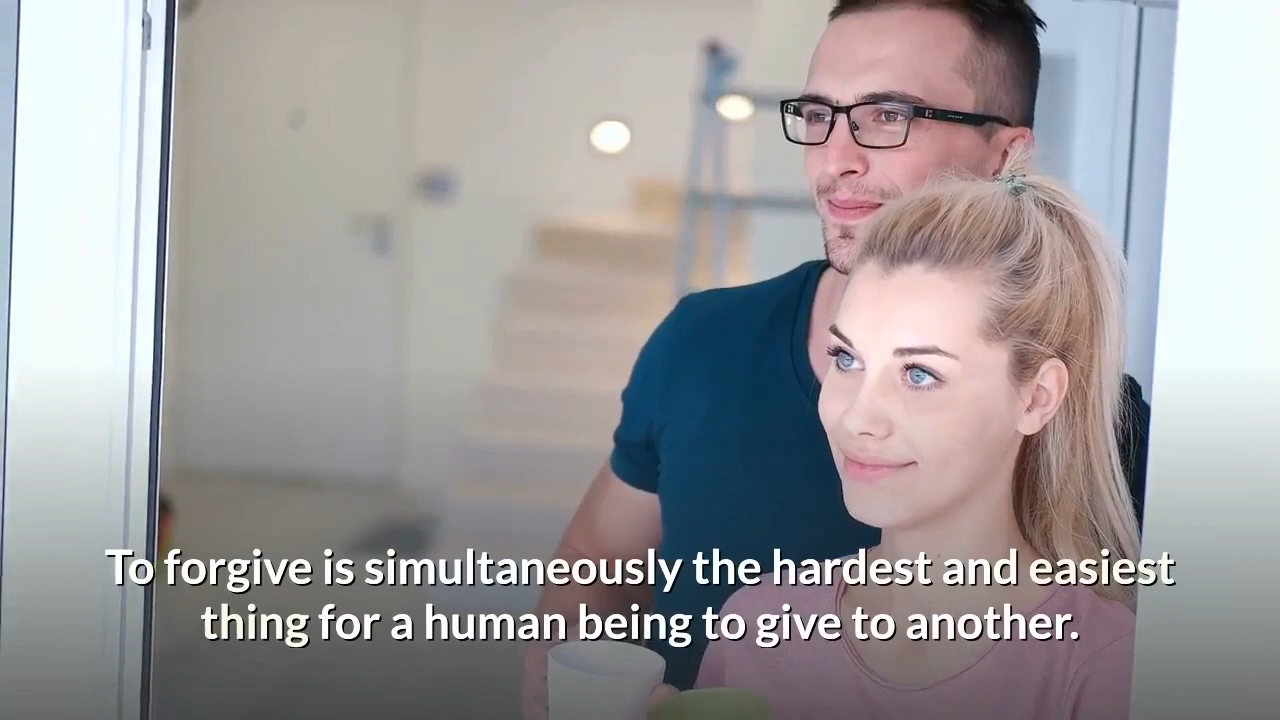 To forgive is simultaneously the hardest and easiest
thing for a human being to give to another.